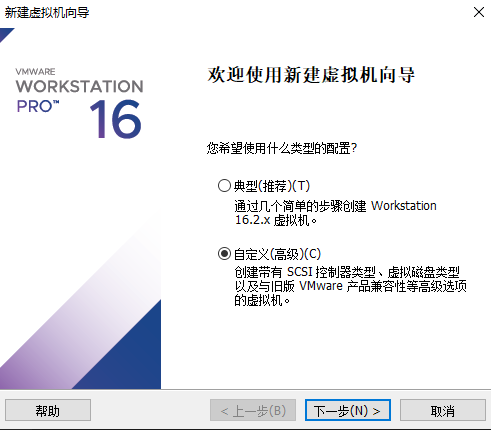 新建虚拟机向导
VMWARE
WORKSTATION
PRO™ 16
欢迎使用新建虚拟机向导
您希望使用什么类型的配置?
典型(推荐)(T)
通过几个简单的步骤创建 Workstation
16.2.x 虚拟机。
自定义(高级)(C)
创建带有 SCSI 控制器类型、虚拟磁盘类型
以及与旧版 VMware 产品兼容性等高级选项
的虚拟机。
帮助
< 上一步(B)
下一步(N) >
取消